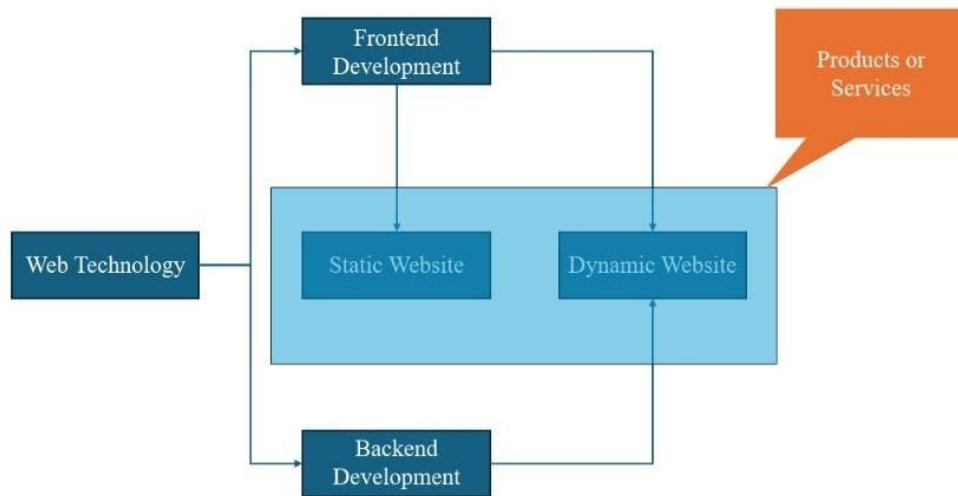 Frontend
Development
Products or
Services
Web Technology
Static Website
Dynamic Website
Backend
Development